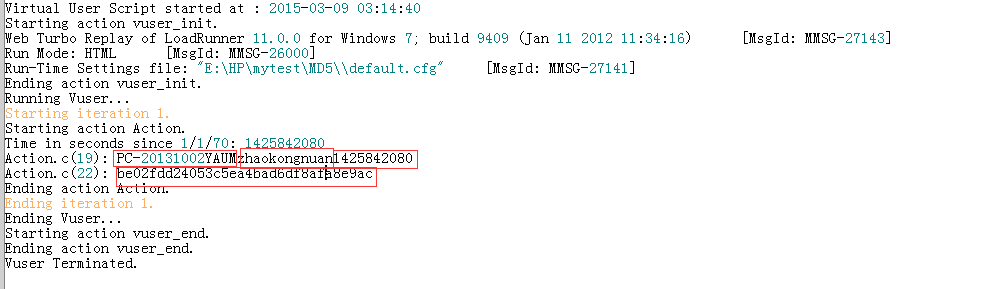 Virtual User Script started at : 2015-03-09 03:14:40
Starting action vuser_init.
Web Turbo Replay of LoadRunner 11.0.0 for Windows 7; build 9409 (Jan 11 2012 11:34:16) [MsgId: MMSG-27143]
Run Mode: HTML [MsgId: MMSG-26000]
Run-Time Settings file: "E:\HP\mytest\MD5\\default.cfg" [MsgId: MMSG-27141]
Ending action vuser_init.
Running Vuser...
Starting iteration 1.
Starting action Action.
Time in seconds since 1/1/70: 1425842080
Action.c(19): PC-20131002YAUMzhaokongnuan1425842080
Action.c(22): be02fdd24053c5ea4bad6df8afa8e9ac
Ending action Action.
Ending iteration 1.
Ending Vuser...
Starting action vuser_end.
Ending action vuser_end.
Vuser Terminated.